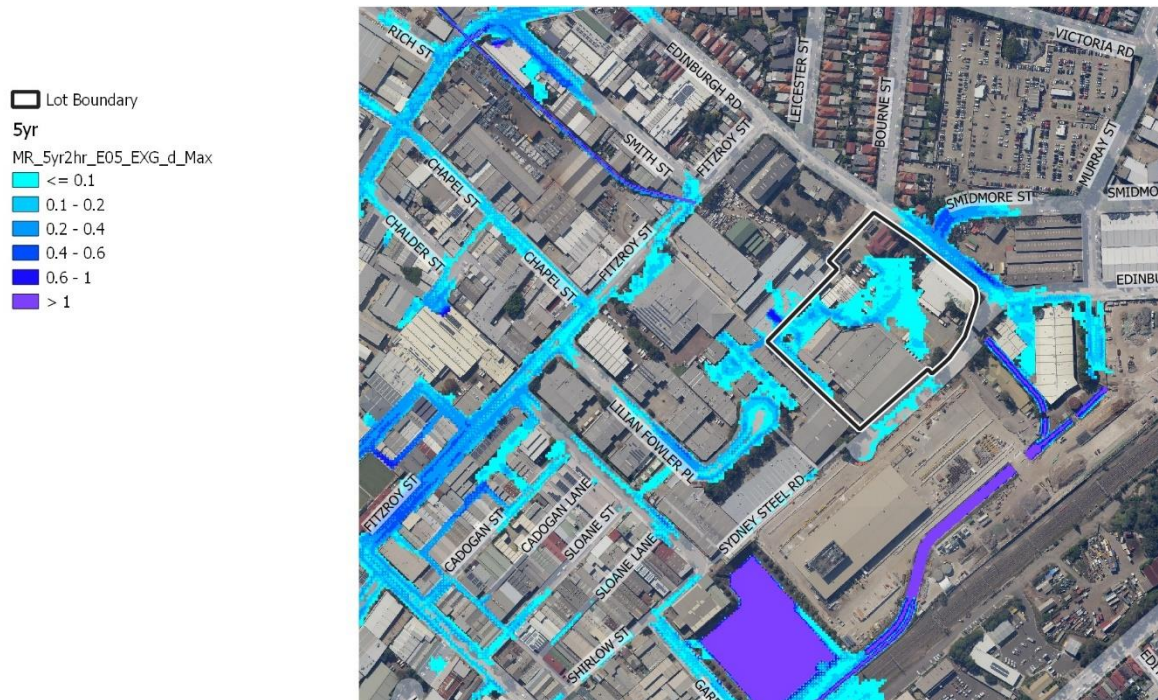 Lot Boundary
5yr
MR_5yr2hr_E05_EXG_d_Max
<= 0.1
0.1 - 0.2
0.2 - 0.4
0.4 - 0.6
0.6 - 1
> 1
RICH ST
EDINBURGH RD
LEICESTER ST
BOURNE ST
VICTORIA RD
MURRAY ST
SMITH ST
FITZROY ST
CHAPEL ST
SMIDMORE ST
SMIDMO
CHALDER ST
CHAPEL ST
FITZROY ST
EDINBU
LILIAN FOWLER PL
SYDNEY STEEL RD
FITZROY ST
CADOGAN ST
CADOGAN LANE
SLOANE ST
SLOANE LANE
SHIRLOW ST
GAR
EDI